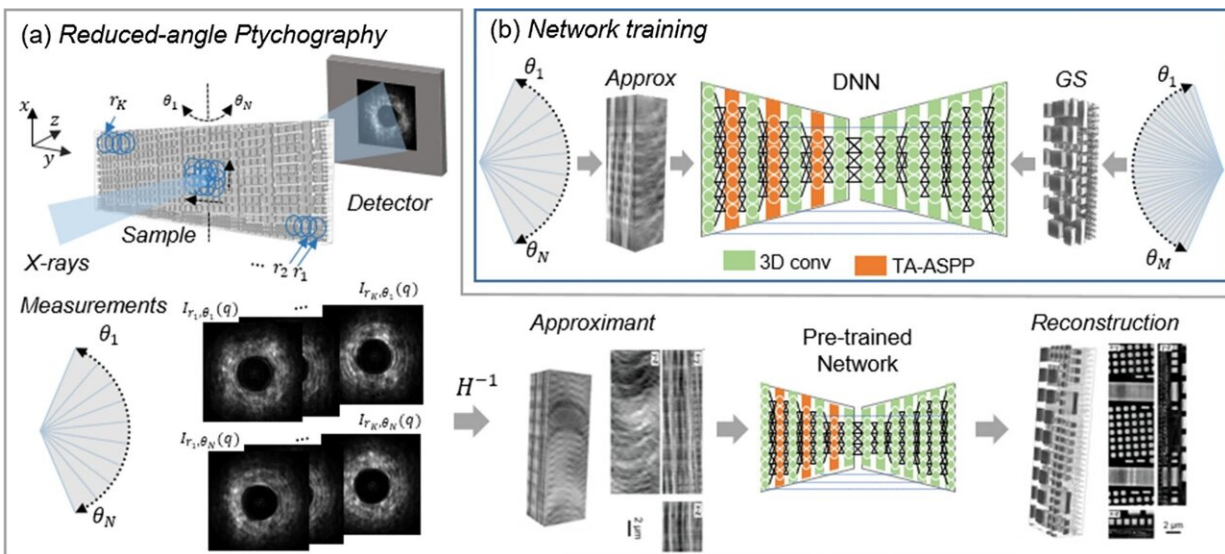 (a) Reduced-angle Ptychography
x
z
y
r_K
θ_1
θ_N
Detector
Sample
X-rays
... r_2 r_1
Measurements
θ_1
θ_N
I_{r_1,θ_1}(q)
...
I_{r_K,θ_1}(q)
I_{r_1,θ_N}(q)
...
I_{r_K,θ_N}(q)
(b) Network training
θ_1
θ_N
Approx
DNN
GS
θ_1
θ_M
3D conv
TA-ASPP
H^{-1}
Approximant
2 μm
Pre-trained
Network
Reconstruction
2 μm